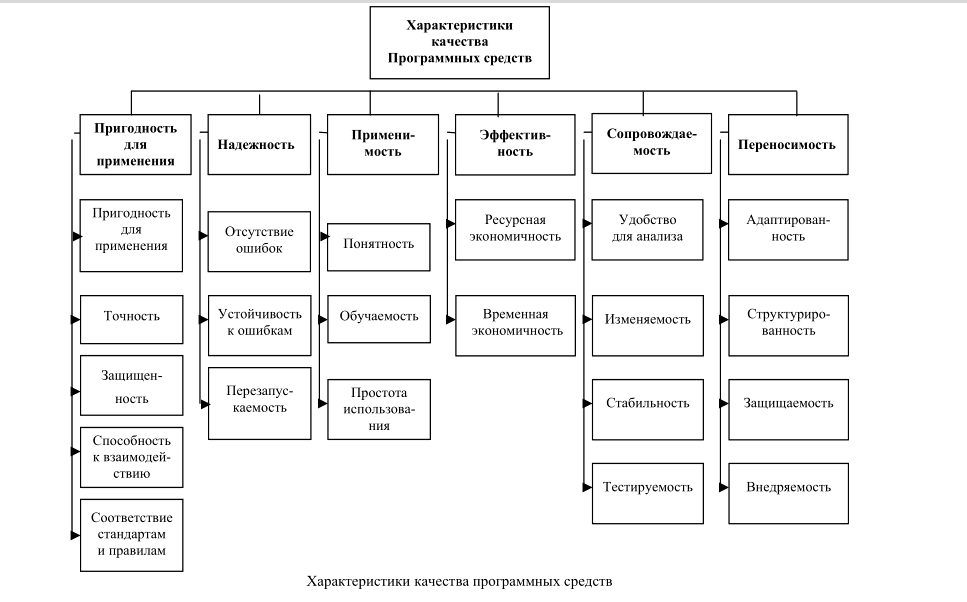 Характеристики
качества
Программных средств
Пригодность
для
применения
Надежность
Примени-
мость
Эффектив-
ность
Сопровождае-
мость
Переносимость
Пригодность
для
применения
Точность
Защищен-
ность
Способность
к взаимодей-
ствию
Соответствие
стандартам
и правилам
Отсутствие
ошибок
Устойчивость
к ошибкам
Перезапус-
каемость
Понятность
Обучаемость
Простота
использова-
ния
Ресурсная
экономичность
Временная
экономичность
Удобство
для анализа
Изменяемость
Стабильность
Тестируемость
Адаптирован-
ность
Структуриро-
ванность
Защищаемость
Внедряемость
Характеристики качества программных средств